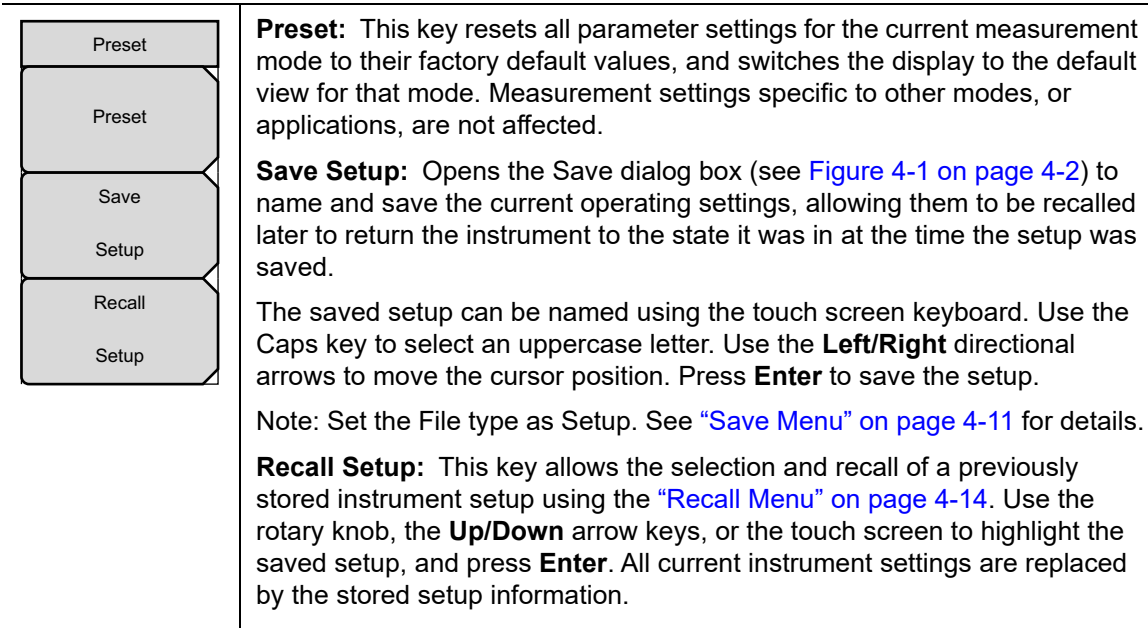 Preset
Preset
Save
Setup
Recall
Setup
Preset: This key resets all parameter settings for the current measurement
mode to their factory default values, and switches the display to the default
view for that mode. Measurement settings specific to other modes, or
applications, are not affected.
Save Setup: Opens the Save dialog box (see Figure 4-1 on page 4-2) to
name and save the current operating settings, allowing them to be recalled
later to return the instrument to the state it was in at the time the setup was
saved.
The saved setup can be named using the touch screen keyboard. Use the
Caps key to select an uppercase letter. Use the Left/Right directional
arrows to move the cursor position. Press Enter to save the setup.
Note: Set the File type as Setup. See “Save Menu” on page 4-11 for details.
Recall Setup: This key allows the selection and recall of a previously
stored instrument setup using the “Recall Menu” on page 4-14. Use the
rotary knob, the Up/Down arrow keys, or the touch screen to highlight the
saved setup, and press Enter. All current instrument settings are replaced
by the stored setup information.